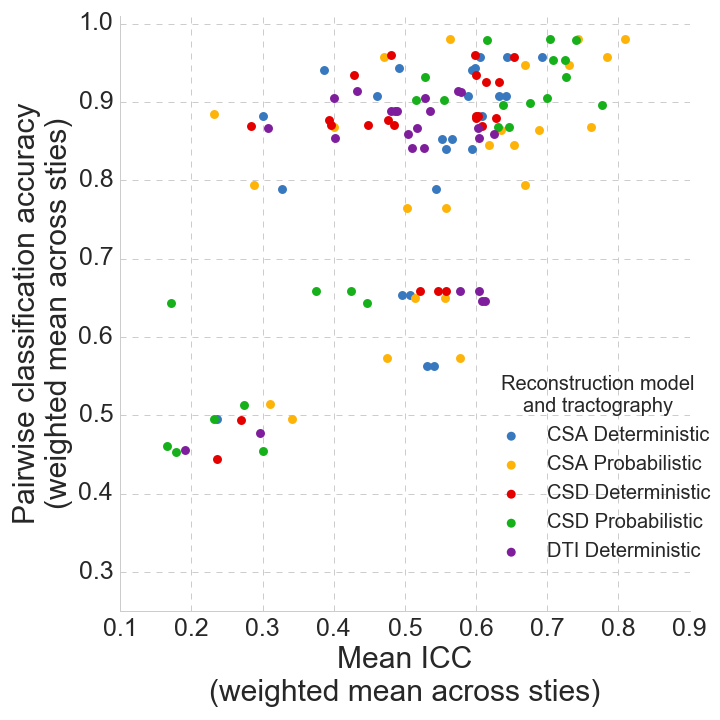 Pairwise classification accuracy
(weighted mean across sties)
1.0
0.9
0.8
0.7
0.6
0.5
0.4
0.3
Reconstruction model
and tractography
CSA Deterministic
CSA Probabilistic
CSD Deterministic
CSD Probabilistic
DTI Deterministic
0.1 0.2 0.3 0.4 0.5 0.6 0.7 0.8 0.9
Mean ICC
(weighted mean across sties)